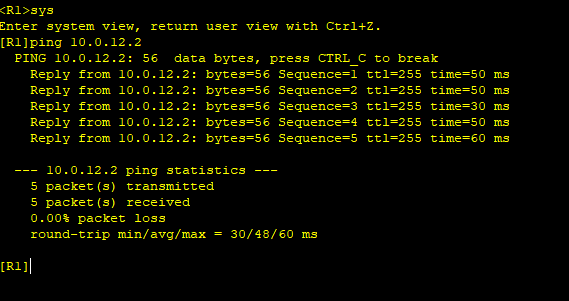 <R1>sys
Enter system view, return user view with Ctrl+Z.
[R1]ping 10.0.12.2
  PING 10.0.12.2: 56  data bytes, press CTRL_C to break
    Reply from 10.0.12.2: bytes=56 Sequence=1 ttl=255 time=50 ms
    Reply from 10.0.12.2: bytes=56 Sequence=2 ttl=255 time=50 ms
    Reply from 10.0.12.2: bytes=56 Sequence=3 ttl=255 time=30 ms
    Reply from 10.0.12.2: bytes=56 Sequence=4 ttl=255 time=50 ms
    Reply from 10.0.12.2: bytes=56 Sequence=5 ttl=255 time=60 ms

  --- 10.0.12.2 ping statistics ---
    5 packet(s) transmitted
    5 packet(s) received
    0.00% packet loss
    round-trip min/avg/max = 30/48/60 ms

[R1]